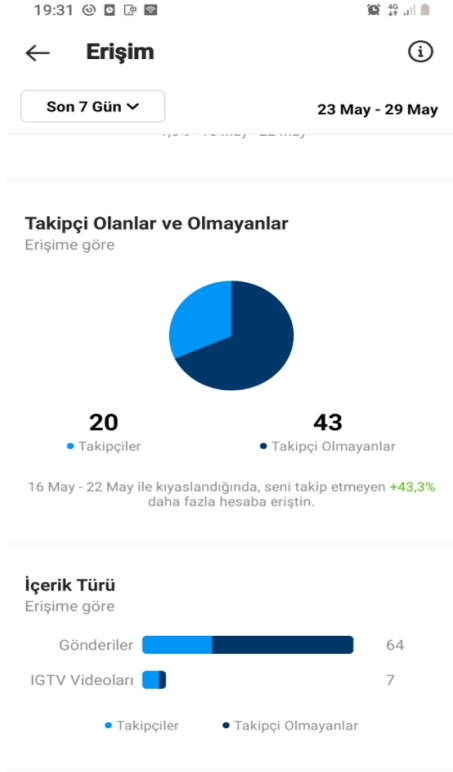 19:31
4G
Erişim
Son 7 Gün
23 May - 29 May
Takipçi Olanlar ve Olmayanlar
Erişime göre
20
43
Takipçiler
Takipçi Olmayanlar
16 May - 22 May ile kıyaslandığında, seni takip etmeyen +43,3%
daha fazla hesaba eriştin.
İçerik Türü
Erişime göre
Gönderiler 64
IGTV Videoları 7
Takipçiler
Takipçi Olmayanlar